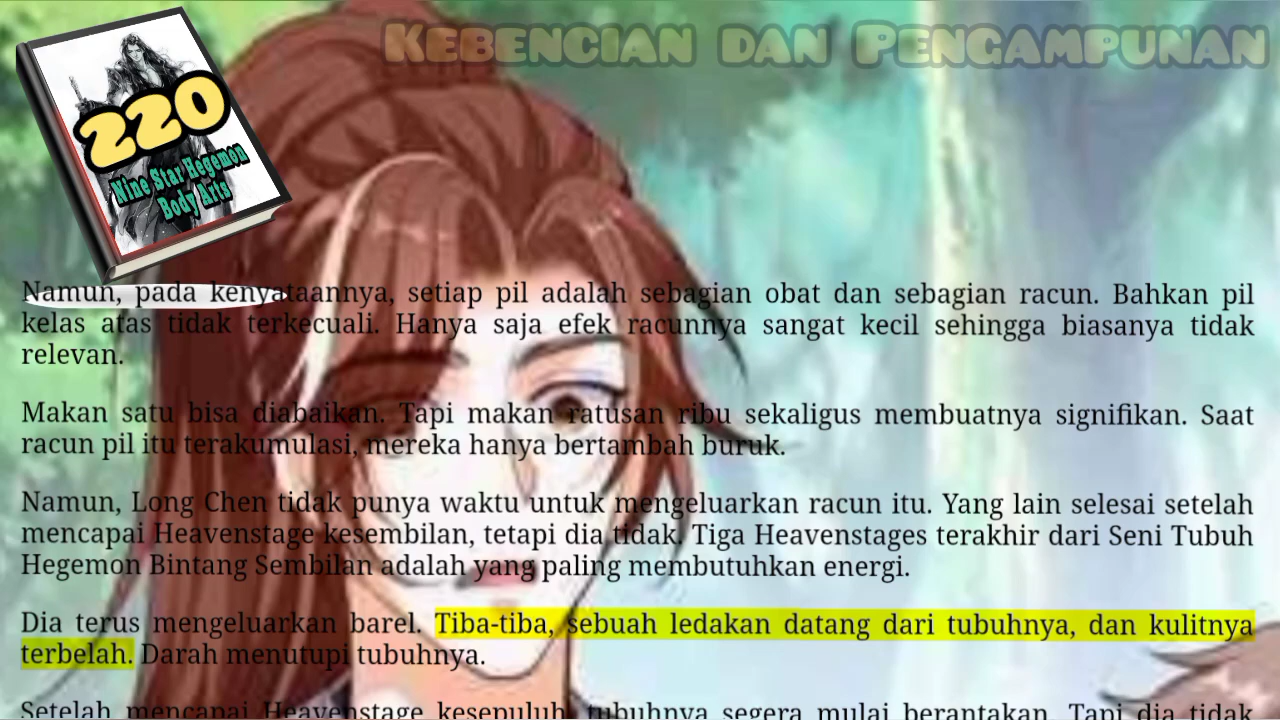 Kebencian dan Pengampunan
220
Nine Star Hegemon
Body Arts
Namun, pada kenyataannya, setiap pil adalah sebagian obat dan sebagian racun. Bahkan pil
kelas atas tidak terkecuali. Hanya saja efek racunnya sangat kecil sehingga biasanya tidak
relevan.
Makan satu bisa diabaikan. Tapi makan ratusan ribu sekaligus membuatnya signifikan. Saat
racun pil itu terakumulasi, mereka hanya bertambah buruk.
Namun, Long Chen tidak punya waktu untuk mengeluarkan racun itu. Yang lain selesai setelah
mencapai Heavenstage kesembilan, tetapi dia tidak. Tiga Heavenstages terakhir dari Seni Tubuh
Hegemon Bintang Sembilan adalah yang paling membutuhkan energi.
Dia terus mengeluarkan barel. Tiba-tiba, sebuah ledakan datang dari tubuhnya, dan kulitnya
terbelah. Darah menutupi tubuhnya.
Setelah mencapai Heavenstage kesepuluh, tubuhnya segera mulai berantakan. Tapi dia tidak